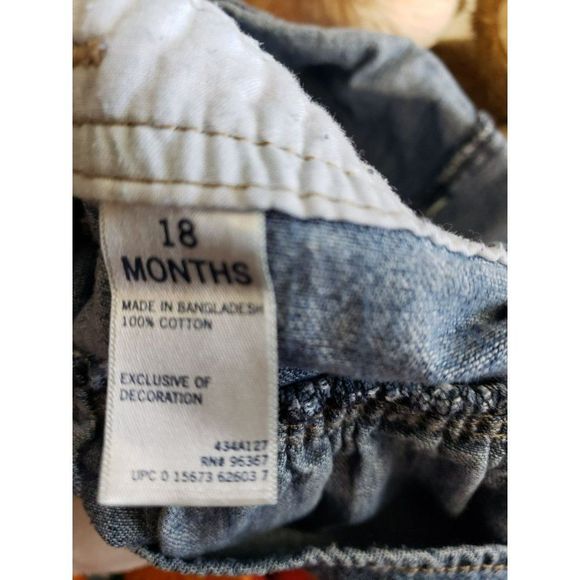 18
MONTHS
MADE IN BANGLADESH
100% COTTON
EXCLUSIVE OF
DECORATION
434A127
RN# 96367
UPC 0 15673 62603 7